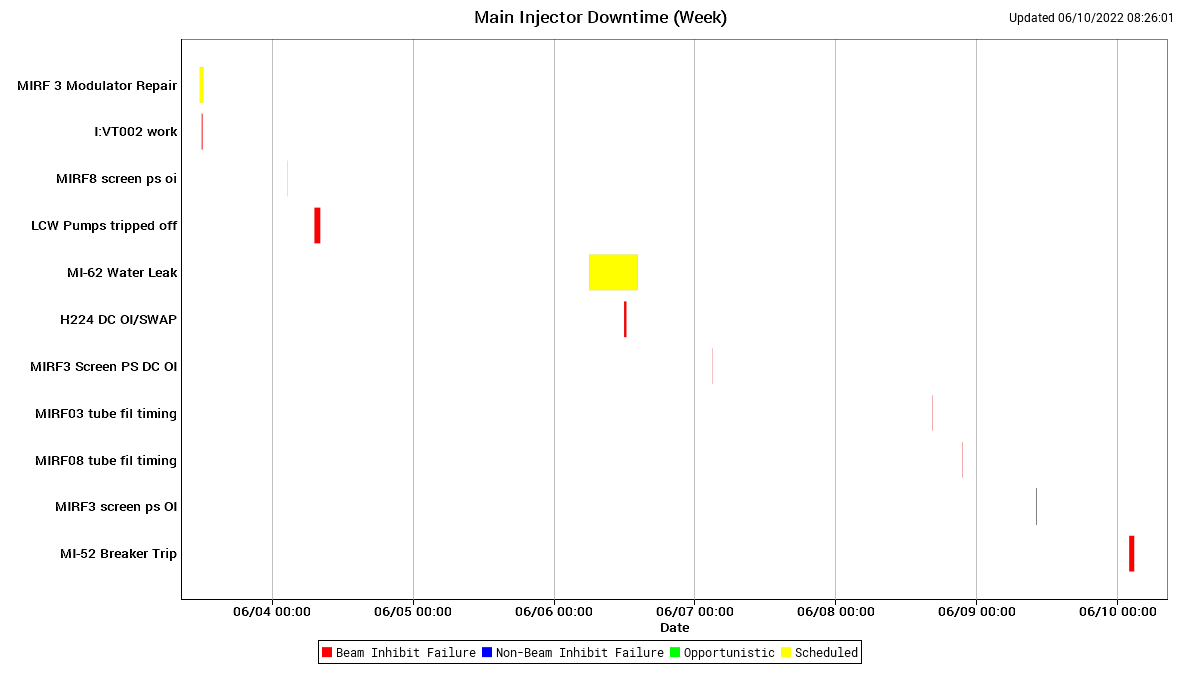 Main Injector Downtime (Week)
Updated 06/10/2022 08:26:01
MIRF 3 Modulator Repair
I:VT002 work
MIRF8 screen ps oi
LCW Pumps tripped off
MI-62 Water Leak
H224 DC OI/SWAP
MIRF3 Screen PS DC OI
MIRF03 tube fil timing
MIRF08 tube fil timing
MIRF3 screen ps OI
MI-52 Breaker Trip
06/04 00:00 06/05 00:00 06/06 00:00 06/07 00:00 06/08 00:00 06/09 00:00 06/10 00:00
Date
Beam Inhibit Failure Non-Beam Inhibit Failure Opportunistic Scheduled